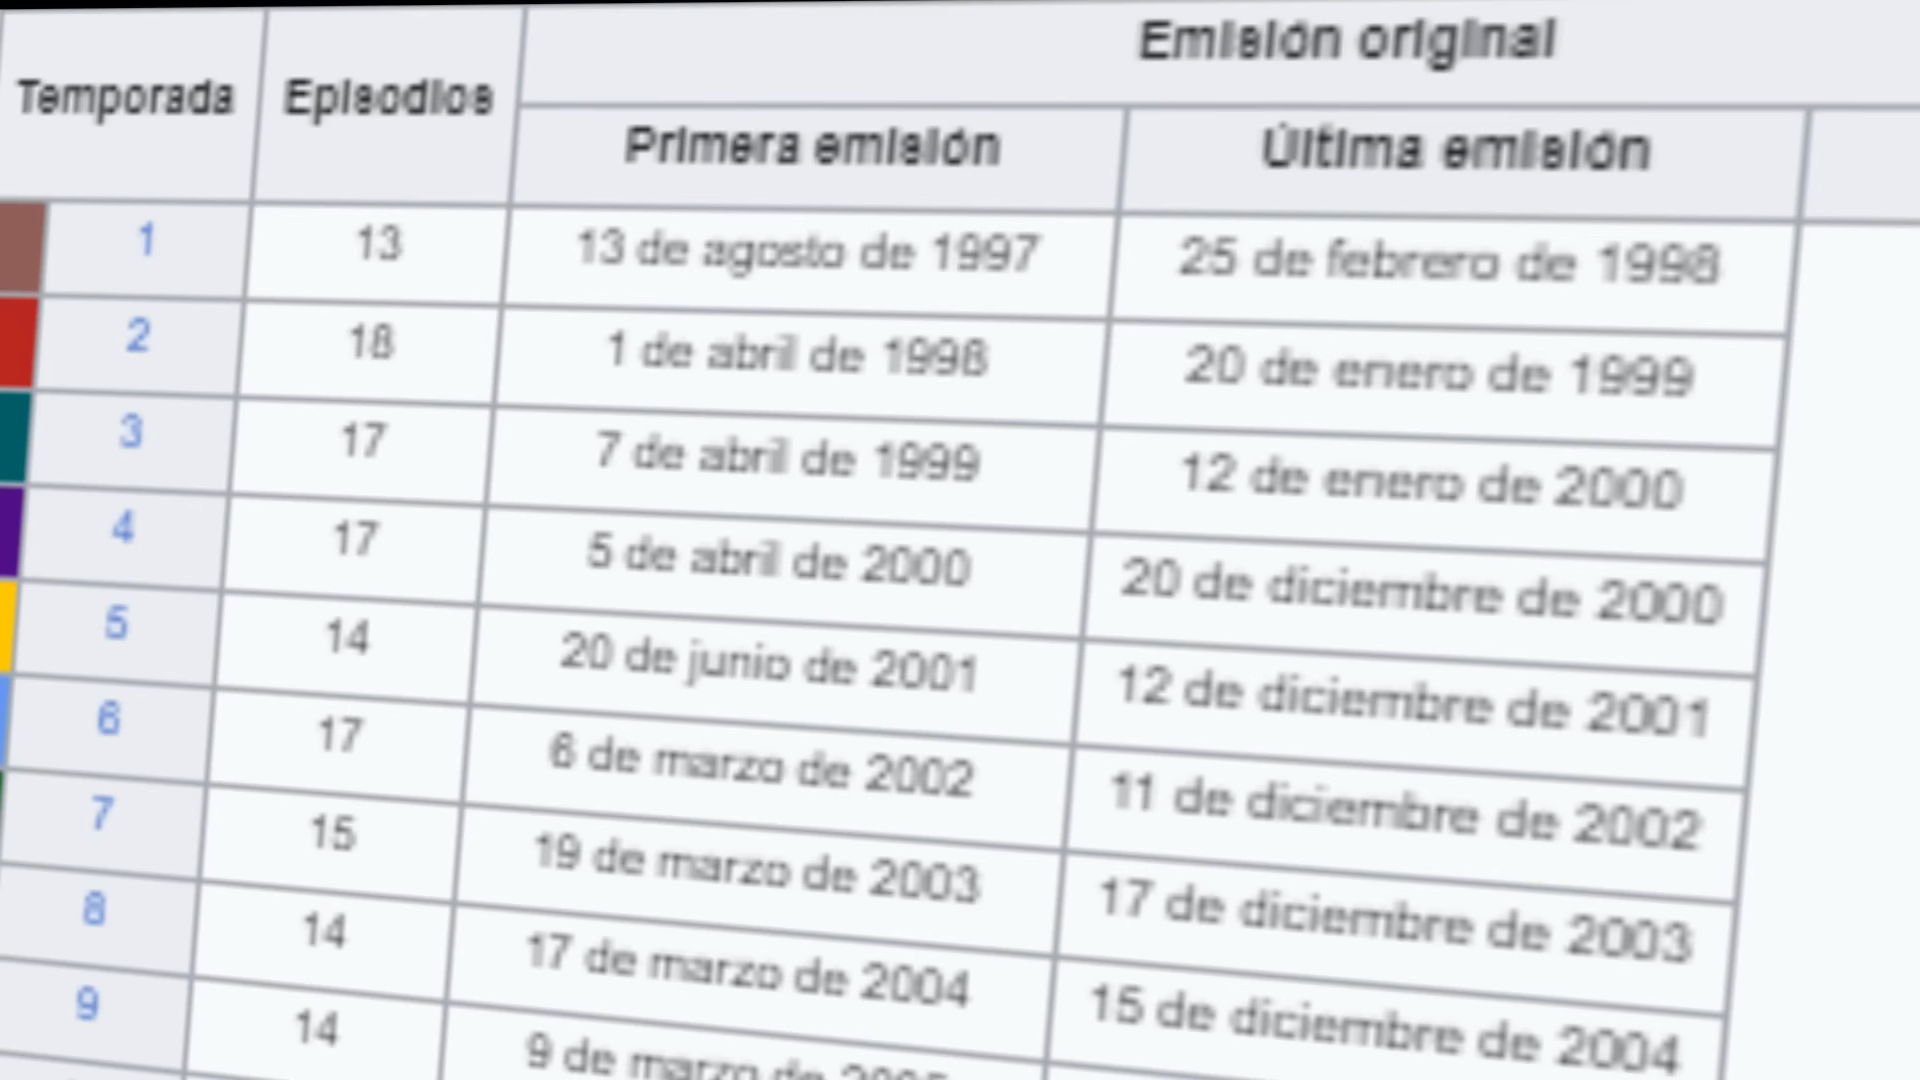 Temporada Episodios Emisión original
Primera emisión Última emisión
1 13 13 de agosto de 1997 25 de febrero de 1998
2 18 1 de abril de 1998 20 de enero de 1999
3 17 7 de abril de 1999 12 de enero de 2000
4 17 5 de abril de 2000 20 de diciembre de 2000
5 14 20 de junio de 2001 12 de diciembre de 2001
6 17 6 de marzo de 2002 11 de diciembre de 2002
7 15 19 de marzo de 2003 17 de diciembre de 2003
8 14 17 de marzo de 2004 15 de diciembre de 2004
9 14 9 de marzo de 2005